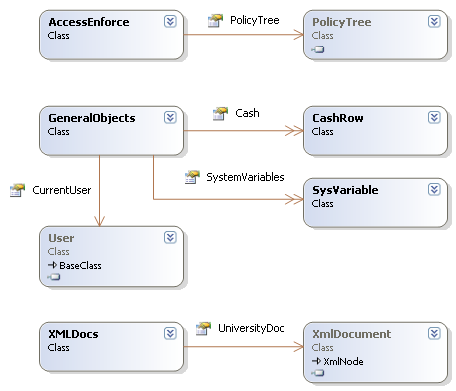 AccessEnforce
Class
PolicyTree
PolicyTree
Class
GeneralObjects
Class
Cash
CashRow
Class
CurrentUser
SystemVariables
SysVariable
Class
User
Class
BaseClass
XMLDocs
Class
UniversityDoc
XmlDocument
Class
XmlNode